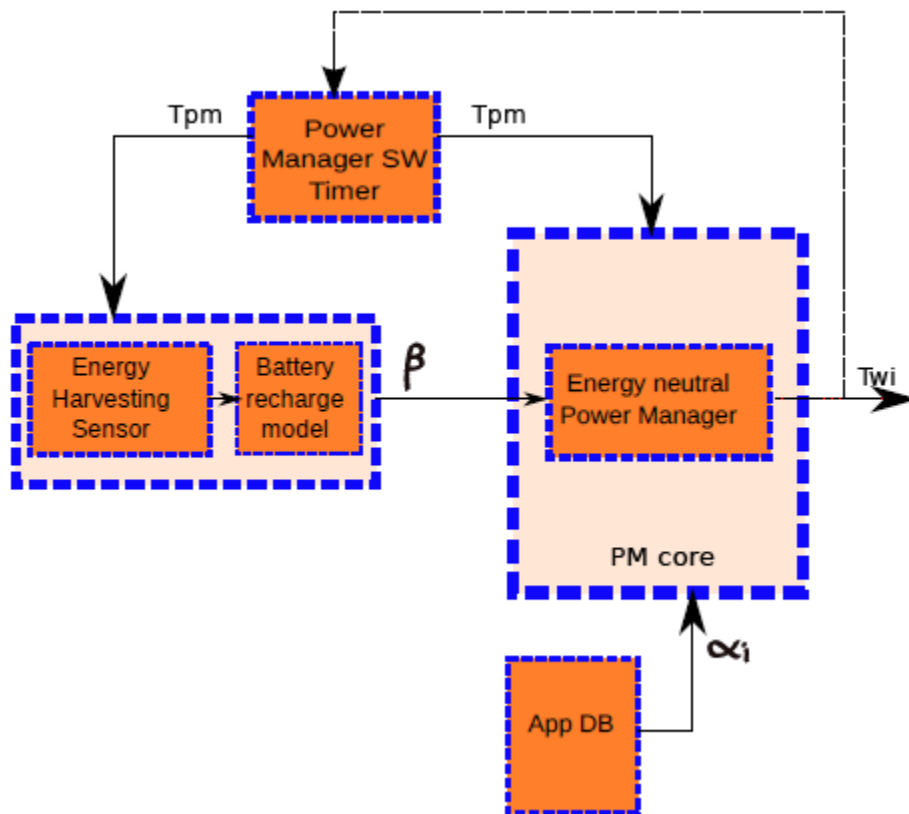 Tpm
Power
Manager SW
Timer
Tpm
Energy
Harvesting
Sensor
Battery
recharge
model
β
Energy neutral
Power Manager
Twi
PM core
αi
App DB